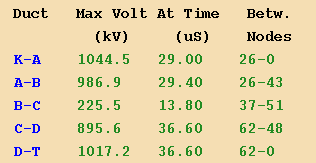 Duct Max Volt At Time Betw.
(kV) (uS) Nodes
K-A 1044.5 29.00 26-0
A-B 986.9 29.40 26-43
B-C 225.5 13.80 37-51
C-D 895.6 36.60 62-48
D-T 1017.2 36.60 62-0